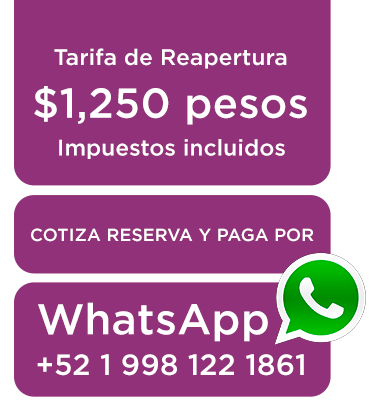 Tarifa de Reapertura
$1,250 pesos
Impuestos incluidos
COTIZA RESERVA Y PAGA POR
WhatsApp
+52 1 998 122 1861